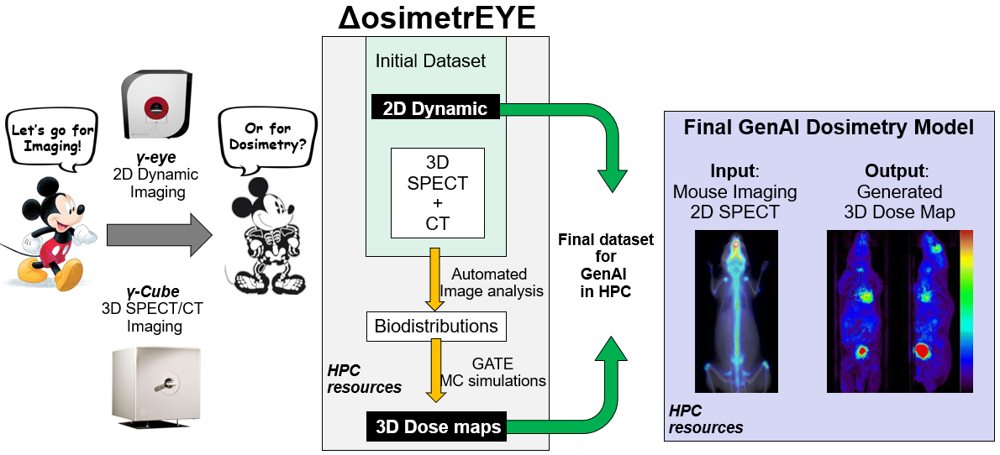 ΔosimetrEYE
Let's go for
Imaging!
γ-eye
2D Dynamic
Imaging
Or for
Dosimetry?
γ-Cube
3D SPECT/CT
Imaging
Initial Dataset
2D Dynamic
3D
SPECT
+
CT
Automated
Image analysis
Biodistributions
GATE
MC simulations
HPC
resources
3D Dose maps
Final dataset
for
GenAI
in HPC
Final GenAI Dosimetry Model
Input:
Mouse Imaging
2D SPECT
Output:
Generated
3D Dose Map
HPC
resources